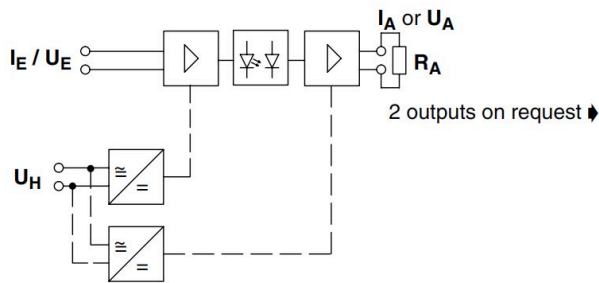 I_A or U_A
I_E / U_E
R_A
2 outputs on request ➧
U_H
≅
=
≅
=